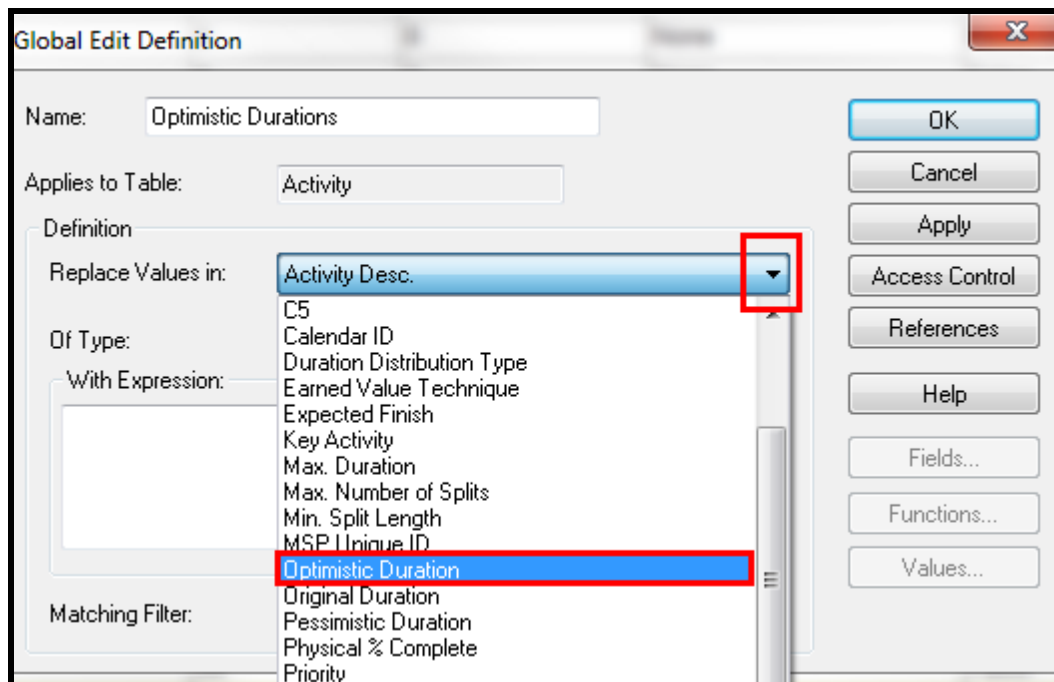 Global Edit Definition
X
Name: Optimistic Durations
OK
Applies to Table: Activity
Cancel
Definition
Apply
Replace Values in: Activity Desc.
Access Control
C5
Of Type:
Calendar ID
References
Duration Distribution Type
With Expression:
Earned Value Technique
Help
Expected Finish
Key Activity
Fields...
Max. Duration
Max. Number of Splits
Functions...
Min. Split Length
MSP Unique ID
Values...
Optimistic Duration
Original Duration
Matching Filter:
Pessimistic Duration
Physical % Complete
Priority